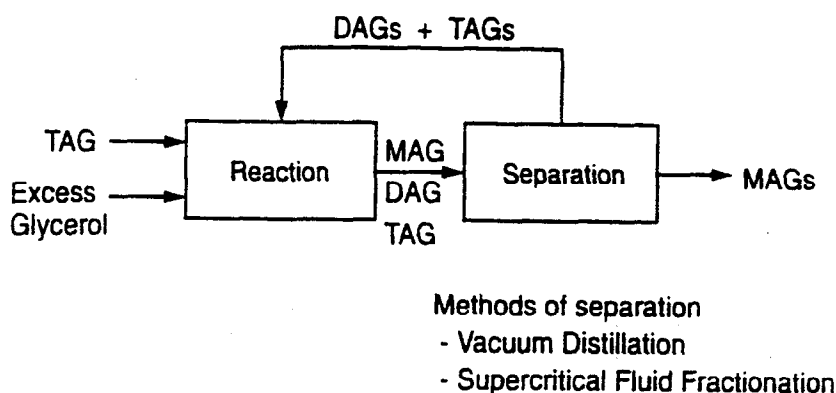 DAGs + TAGs
TAG
Excess
Glycerol
Reaction
MAG
DAG
TAG
Separation
MAGs
Methods of separation
- Vacuum Distillation
- Supercritical Fluid Fractionation